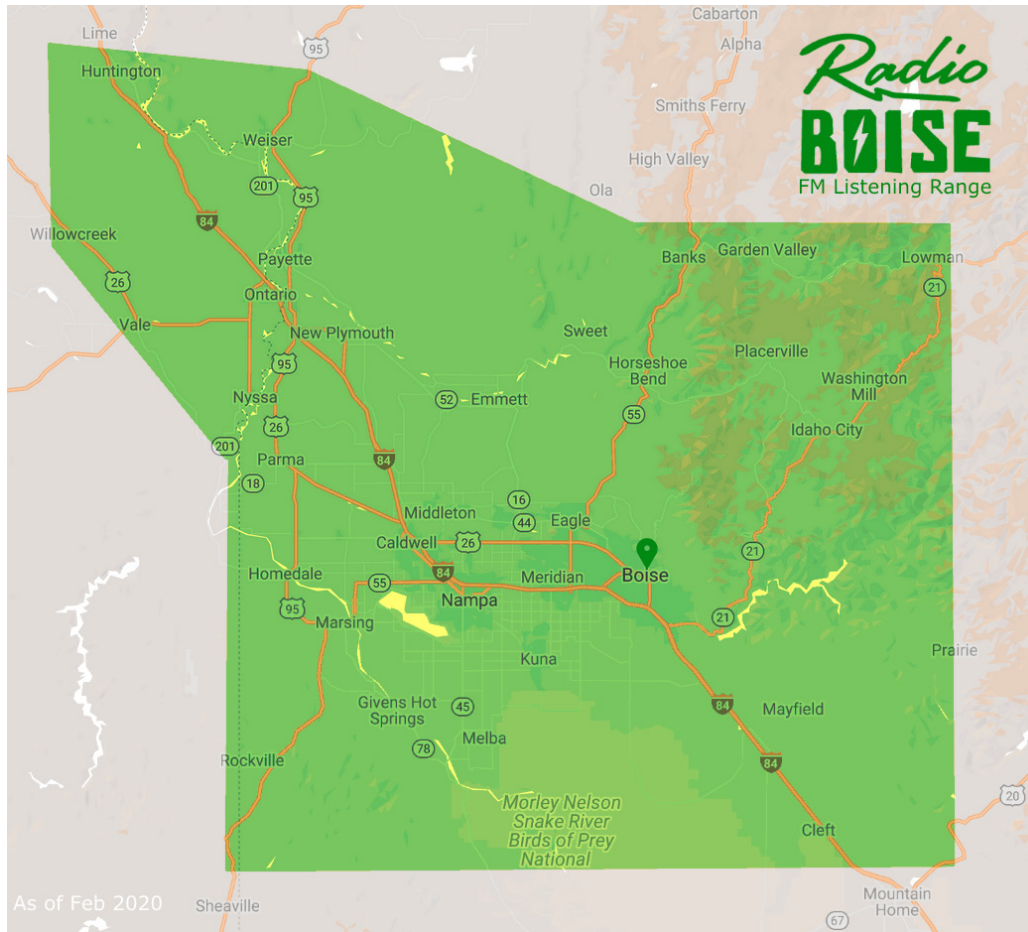 Cabarton
Lime
Alpha
95
Radio
BOISE
FM Listening Range
Huntington
Smiths Ferry
Weiser
High Valley
201
Ola
95
84
Willowcreek
Payette
Banks
Garden Valley
Lowman
26
Ontario
21
Vale
New Plymouth
Sweet
Placerville
95
Horseshoe
Bend
Washington
Mill
Nyssa
52
Emmett
55
26
Idaho City
201
Parma
84
18
16
Middleton
44
Eagle
Caldwell
26
21
Homedale
84
55
Meridian
Boise
Nampa
95
Marsing
21
Kuna
Prairie
Givens Hot
Springs
45
84
Mayfield
78
Melba
Rockville
84
20
Morley Nelson
Snake River
Birds of Prey
National
Cleft
As of Feb 2020
Sheaville
Mountain
Home
67